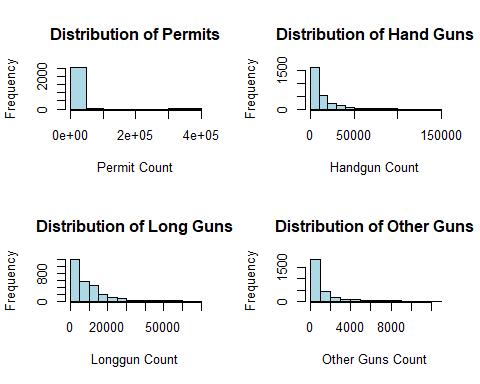 Distribution of Permits
Frequency
0 2000
0e+00 2e+05 4e+05
Permit Count
Distribution of Hand Guns
Frequency
0 1500
0 50000 150000
Handgun Count
Distribution of Long Guns
Frequency
0 800
0 20000 50000
Longgun Count
Distribution of Other Guns
Frequency
0 1500
0 4000 8000
Other Guns Count